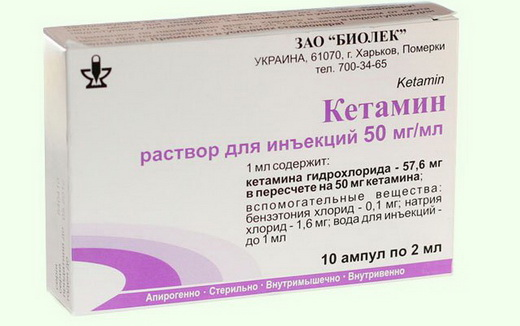 ЗАО “БИОЛЕК”
УКРАИНА, 61070, г. Харьков, Померки
тел. 700-34-65
Ketamin
Кетамин
раствор для инъекций 50 мг/мл
1 мл содержит:
кетамина гидрохлорида - 57,6 мг
в пересчете на 50 мг кетамина;
вспомогательные вещества:
бензэтония хлорид - 0,1 мг; натрия
хлорид - 1,6 мг; вода для инъекций -
до 1 мл
10 ампул по 2 мл
Апирогенно - Стерильно - Внутримышечно - Внутривенно